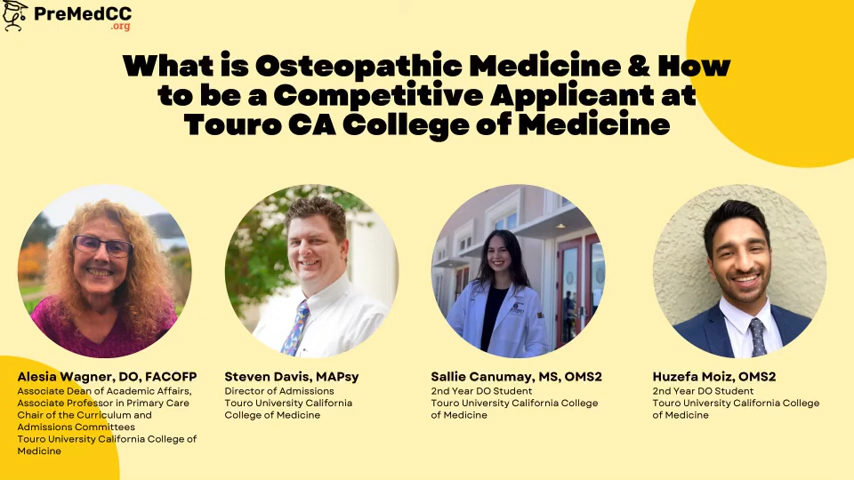 PreMedCC
.org
What is Osteopathic Medicine & How
to be a Competitive Applicant at
Touro CA College of Medicine
Alesia Wagner, DO, FACOFP
Associate Dean of Academic Affairs,
Associate Professor in Primary Care
Chair of the Curriculum and
Admissions Committees
Touro University California College of
Medicine
Steven Davis, MAPsy
Director of Admissions
Touro University California
College of Medicine
Sallie Canumay, MS, OMS2
2nd Year DO Student
Touro University California College
of Medicine
Huzefa Moiz, OMS2
2nd Year DO Student
Touro University California College
of Medicine